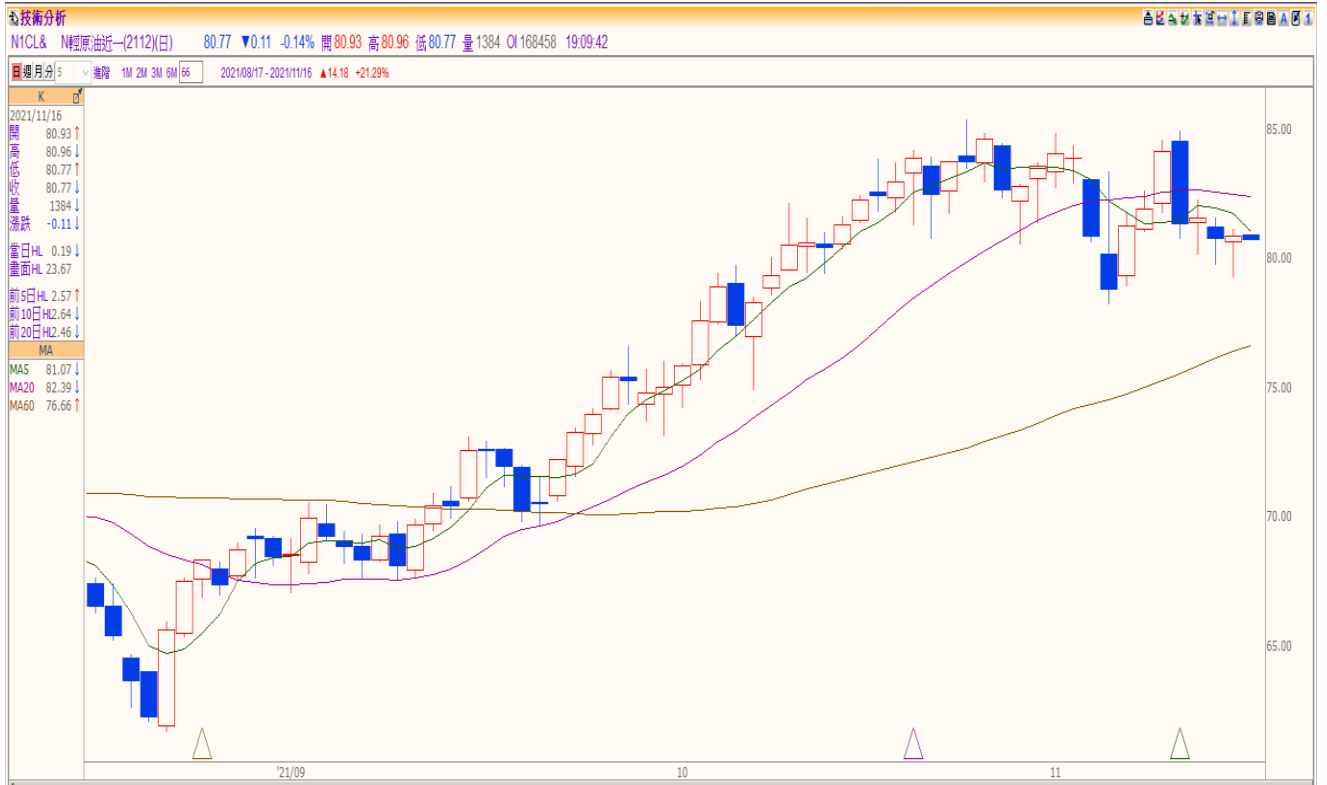 技術分析
N1CL& N輕原油近一(2112)(日) 80.77 ▼0.11 -0.14% 開 80.93 高 80.96 低 80.77 量 1384 OI 168458 19:09:42
日 週 月 分 5 進階 1M 2M 3M 6M 66 2021/08/17 - 2021/11/16 ▲14.18 +21.29%
K
2021/11/16
開 80.93↑
高 80.96↓
低 80.77↑
收 80.77↓
量 1384↓
漲跌 -0.11↓
當日HL 0.19↓
畫面HL 23.67
前5日HL 2.57↑
前10日HL2.64↓
前20日HL2.46↓
MA
MA5 81.07↓
MA20 82.39↓
MA60 76.66↑
85.00
80.00
75.00
70.00
65.00
'21/09 10 11